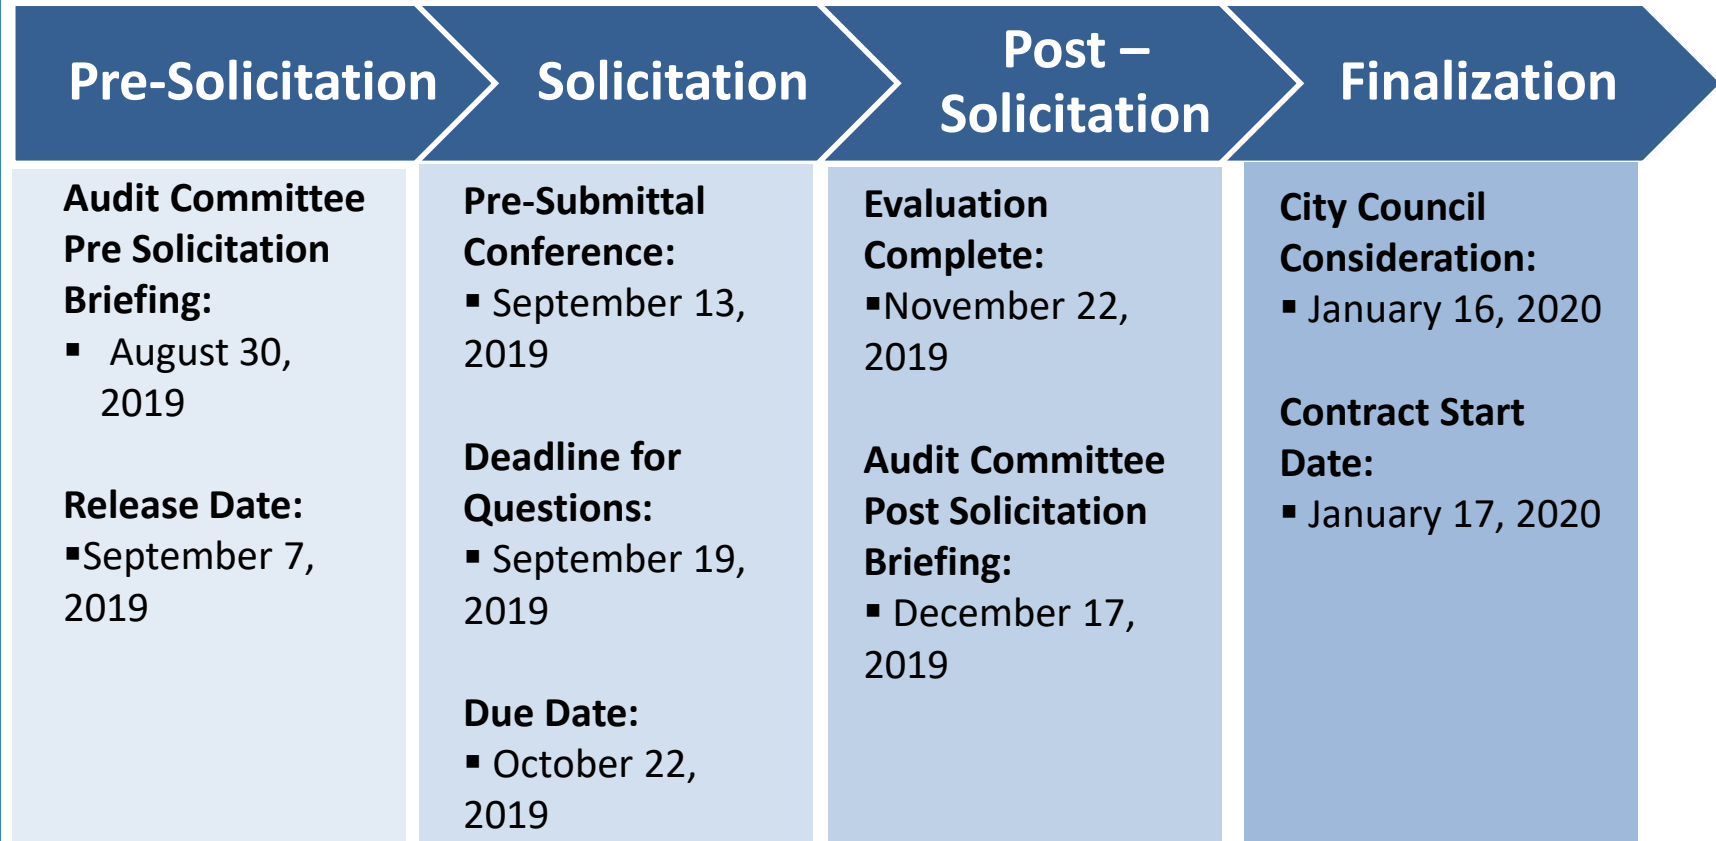 Pre-Solicitation
Solicitation
Post –
Solicitation
Finalization
Audit Committee
Pre Solicitation
Briefing:
▪ August 30,
2019
Release Date:
▪September 7,
2019
Pre-Submittal
Conference:
▪ September 13,
2019
Deadline for
Questions:
▪ September 19,
2019
Due Date:
▪ October 22,
2019
Evaluation
Complete:
▪November 22,
2019
Audit Committee
Post Solicitation
Briefing:
▪ December 17,
2019
City Council
Consideration:
▪ January 16, 2020
Contract Start
Date:
▪ January 17, 2020